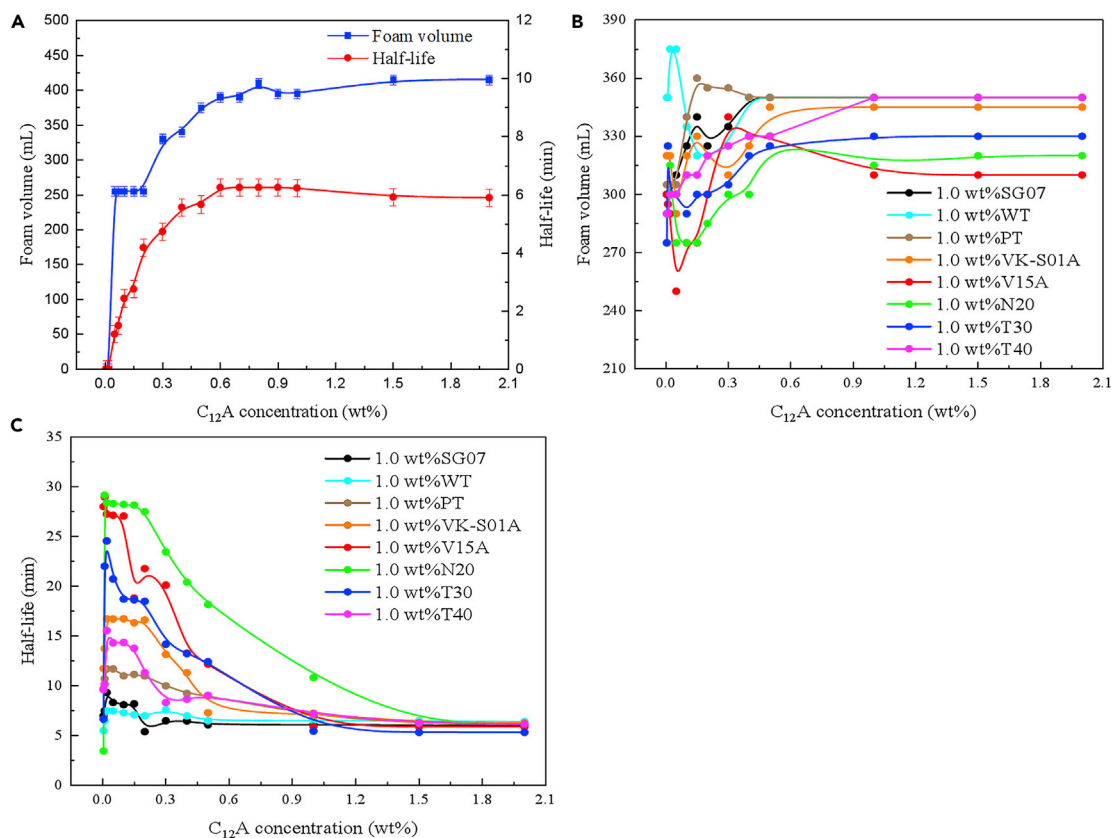 A
500
450
400
350
300
250
200
150
100
50
0
Foam volume (mL)
12
10
8
6
4
2
0
Half-life (min)
Foam volume
Half-life
0.0 0.3 0.6 0.9 1.2 1.5 1.8 2.1
C₁₂A concentration (wt%)
B
390
360
330
300
270
240
210
Foam volume (mL)
1.0 wt%SG07
1.0 wt%WT
1.0 wt%PT
1.0 wt%VK-S01A
1.0 wt%V15A
1.0 wt%N20
1.0 wt%T30
1.0 wt%T40
0.0 0.3 0.6 0.9 1.2 1.5 1.8 2.1
C₁₂A concentration (wt%)
C
35
30
25
20
15
10
5
0
Half-life (min)
1.0 wt%SG07
1.0 wt%WT
1.0 wt%PT
1.0 wt%VK-S01A
1.0 wt%V15A
1.0 wt%N20
1.0 wt%T30
1.0 wt%T40
0.0 0.3 0.6 0.9 1.2 1.5 1.8 2.1
C₁₂A concentration (wt%)